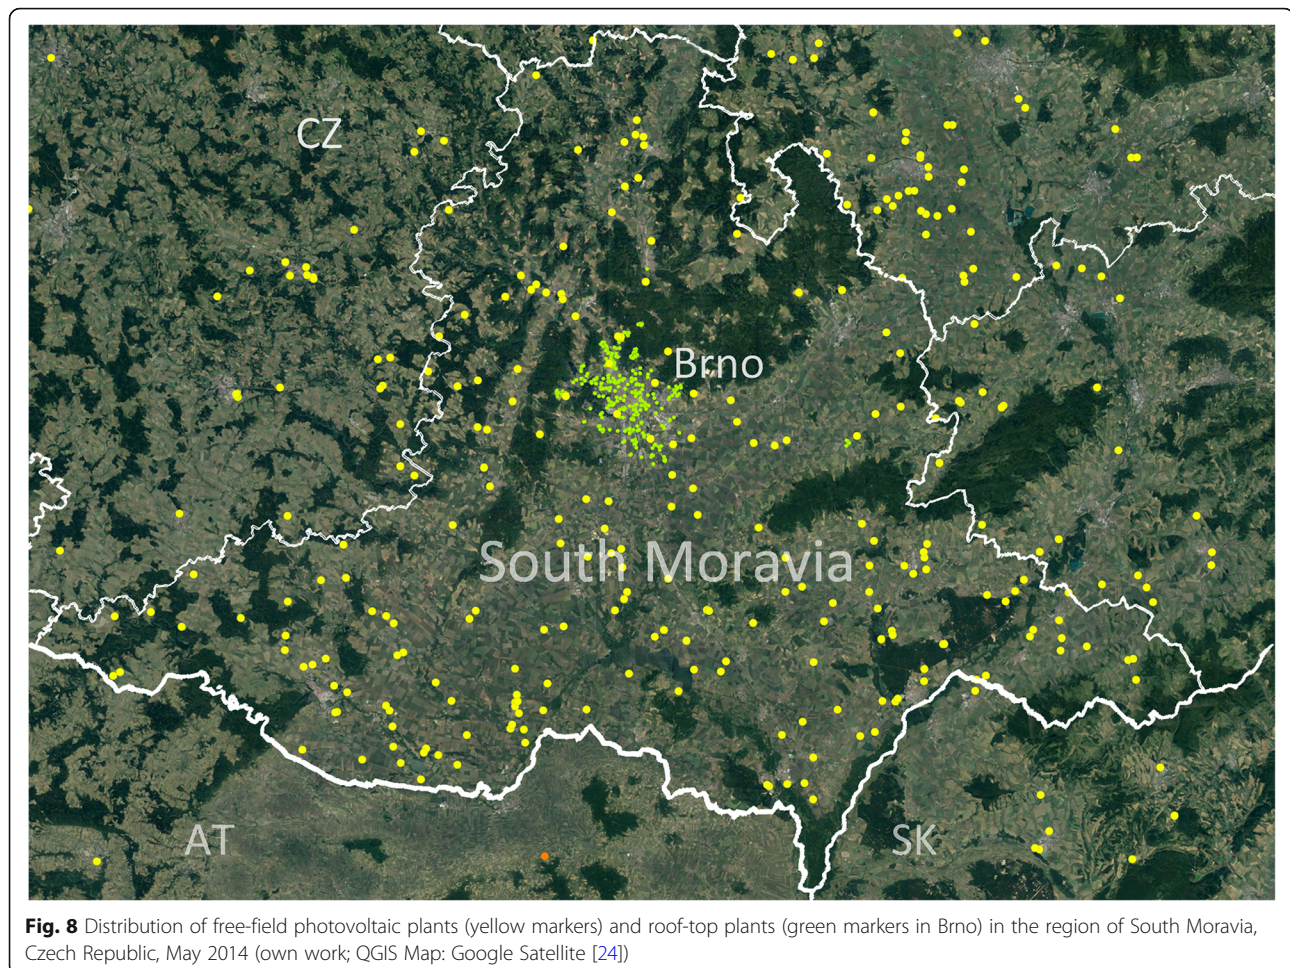 CZ
Brno
South Moravia
AT
SK
Fig. 8 Distribution of free-field photovoltaic plants (yellow markers) and roof-top plants (green markers in Brno) in the region of South Moravia,
Czech Republic, May 2014 (own work; QGIS Map: Google Satellite [24])